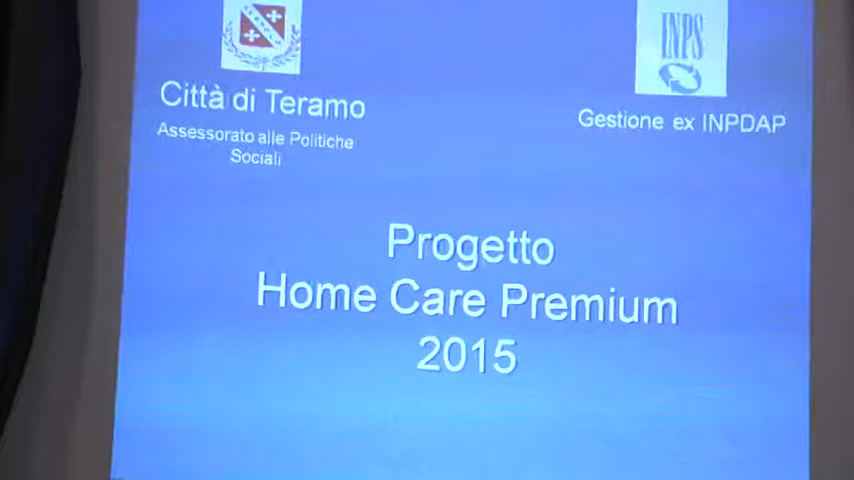 Città di Teramo
Assessorato alle Politiche
Sociali
INPS
Gestione ex INPDAP
Progetto
Home Care Premium
2015